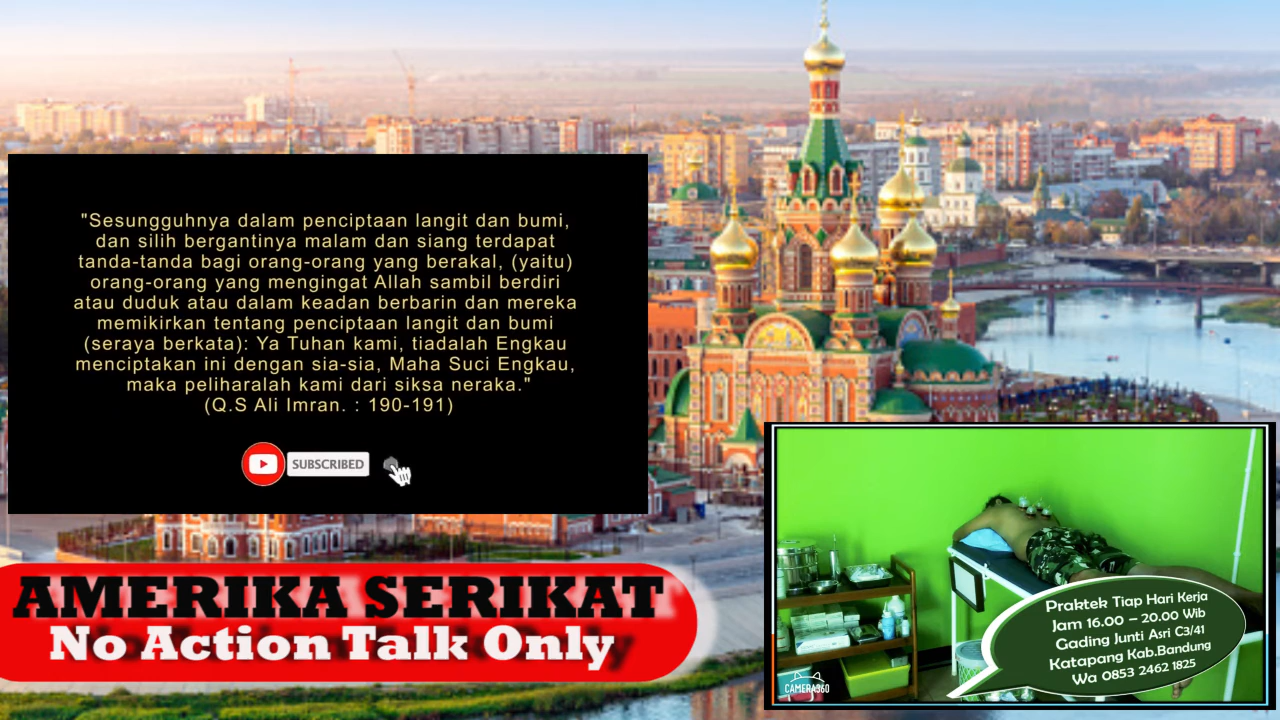 "Sesungguhnya dalam penciptaan langit dan bumi,
dan silih bergantinya malam dan siang terdapat
tanda-tanda bagi orang-orang yang berakal, (yaitu)
orang-orang yang mengingat Allah sambil berdiri
atau duduk atau dalam keadan berbarin dan mereka
memikirkan tentang penciptaan langit dan bumi
(seraya berkata): Ya Tuhan kami, tiadalah Engkau
menciptakan ini dengan sia-sia, Maha Suci Engkau,
maka peliharalah kami dari siksa neraka."
(Q.S Ali Imran. : 190-191)
SUBSCRIBED
AMERIKA SERIKAT
No Action Talk Only
Praktek Tiap Hari Kerja
Jam 16.00 – 20.00 Wib
Gading Junti Asri C3/41
Katapang Kab.Bandung
Wa 0853 2462 1825
CAMERA360